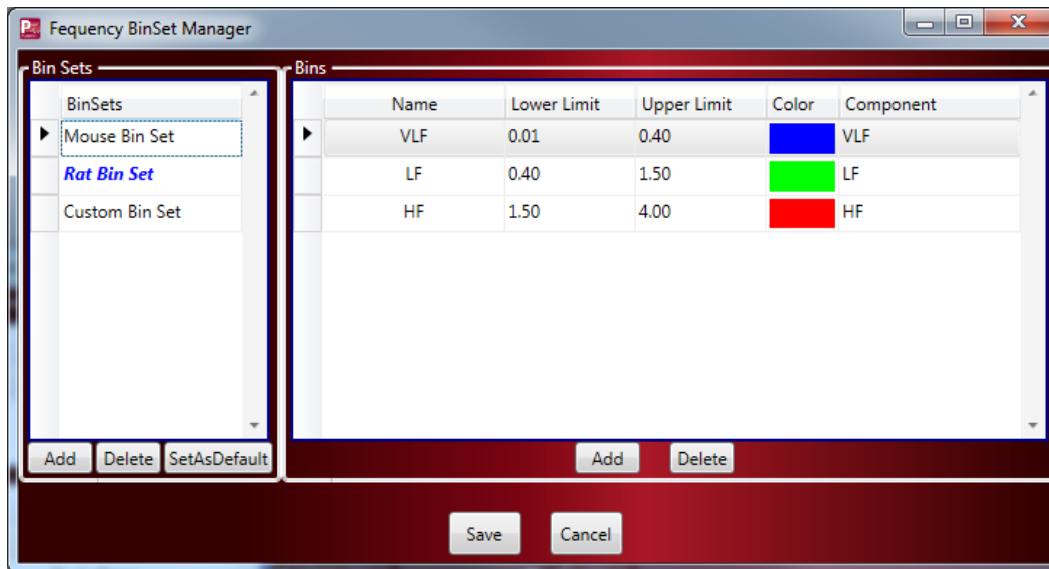 Fequency BinSet Manager
Bin Sets
BinSets
Mouse Bin Set
Rat Bin Set
Custom Bin Set
Add Delete SetAsDefault
Bins
Name Lower Limit Upper Limit Color Component
VLF 0.01 0.40 VLF
LF 0.40 1.50 LF
HF 1.50 4.00 HF
Add Delete
Save Cancel